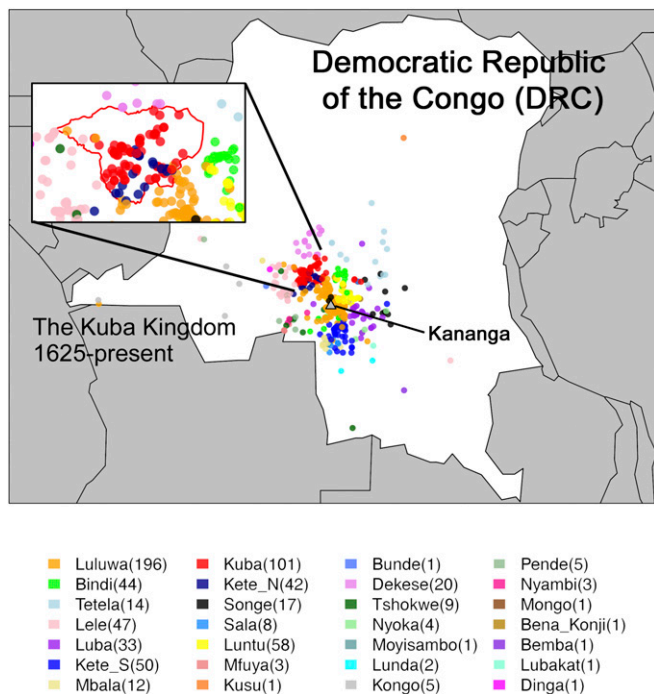 Democratic Republic
of the Congo (DRC)
The Kuba Kingdom
1625-present
Kananga
Luluwa(196) Kuba(101) Bunde(1) Pende(5)
Bindi(44) Kete_N(42) Dekese(20) Nyambi(3)
Tetela(14) Songe(17) Tshokwe(9) Mongo(1)
Lele(47) Sala(8) Nyoka(4) Bena_Konji(1)
Luba(33) Luntu(58) Moyisambo(1) Bemba(1)
Kete_S(50) Mfuya(3) Lunda(2) Lubakat(1)
Mbala(12) Kusu(1) Kongo(5) Dinga(1)